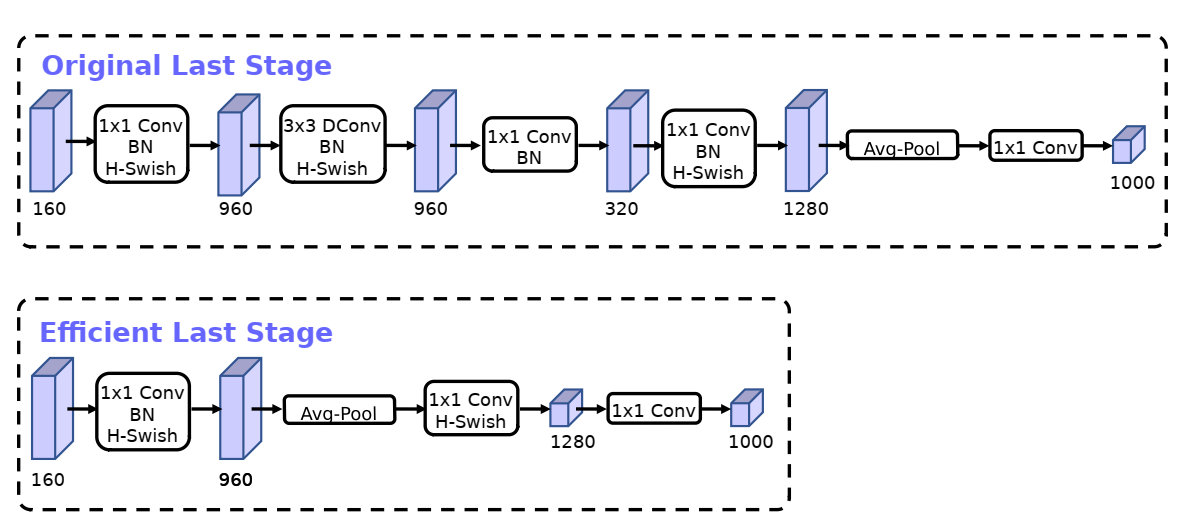 Original Last Stage
1x1 Conv
BN
H-Swish
3x3 DConv
BN
H-Swish
1x1 Conv
BN
1x1 Conv
BN
H-Swish
Avg-Pool
1x1 Conv
160
960
960
320
1280
1000
Efficient Last Stage
1x1 Conv
BN
H-Swish
Avg-Pool
1x1 Conv
H-Swish
1x1 Conv
160
960
1280
1000